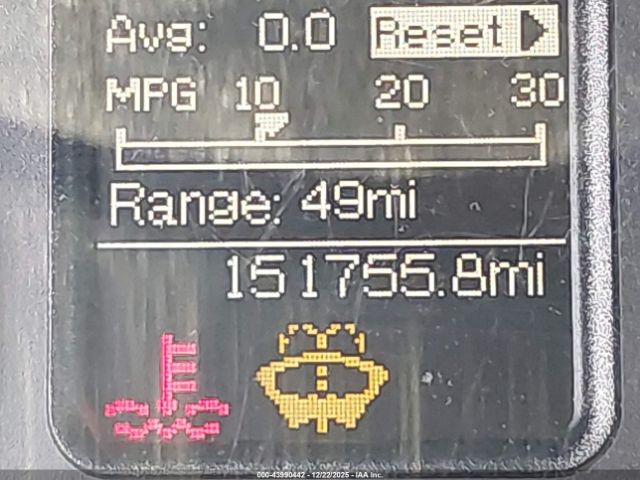 Avg: 0.0 Reset
MPG 10 20 30
Range: 49mi
151755.8mi
000-43990442 - 12/22/2025 - IAA Inc.